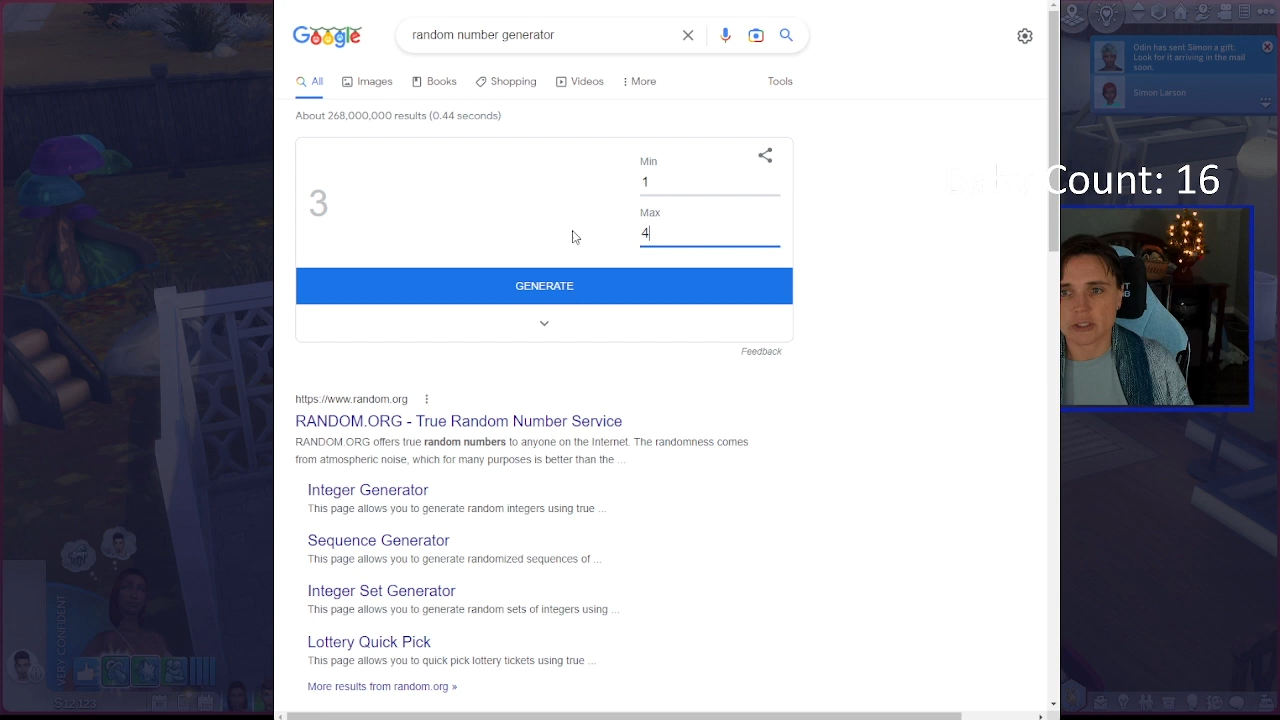 Google
random number generator
All
Images
Books
Shopping
Videos
More
Tools
About 268,000,000 results (0.44 seconds)
3
Min
1
Max
4
GENERATE
Feedback
https://www.random.org
RANDOM.ORG - True Random Number Service
RANDOM.ORG offers true random numbers to anyone on the Internet. The randomness comes
from atmospheric noise, which for many purposes is better than the ...
Integer Generator
This page allows you to generate random integers using true ...
Sequence Generator
This page allows you to generate randomized sequences of ...
Integer Set Generator
This page allows you to generate random sets of integers using ...
Lottery Quick Pick
This page allows you to quick pick lottery tickets using true ...
More results from random.org »
Odin has sent Simon a gift.
Look for it arriving in the mail
soon.
Simon Larson
Count: 16
VERY CONFIDENT
$12,123